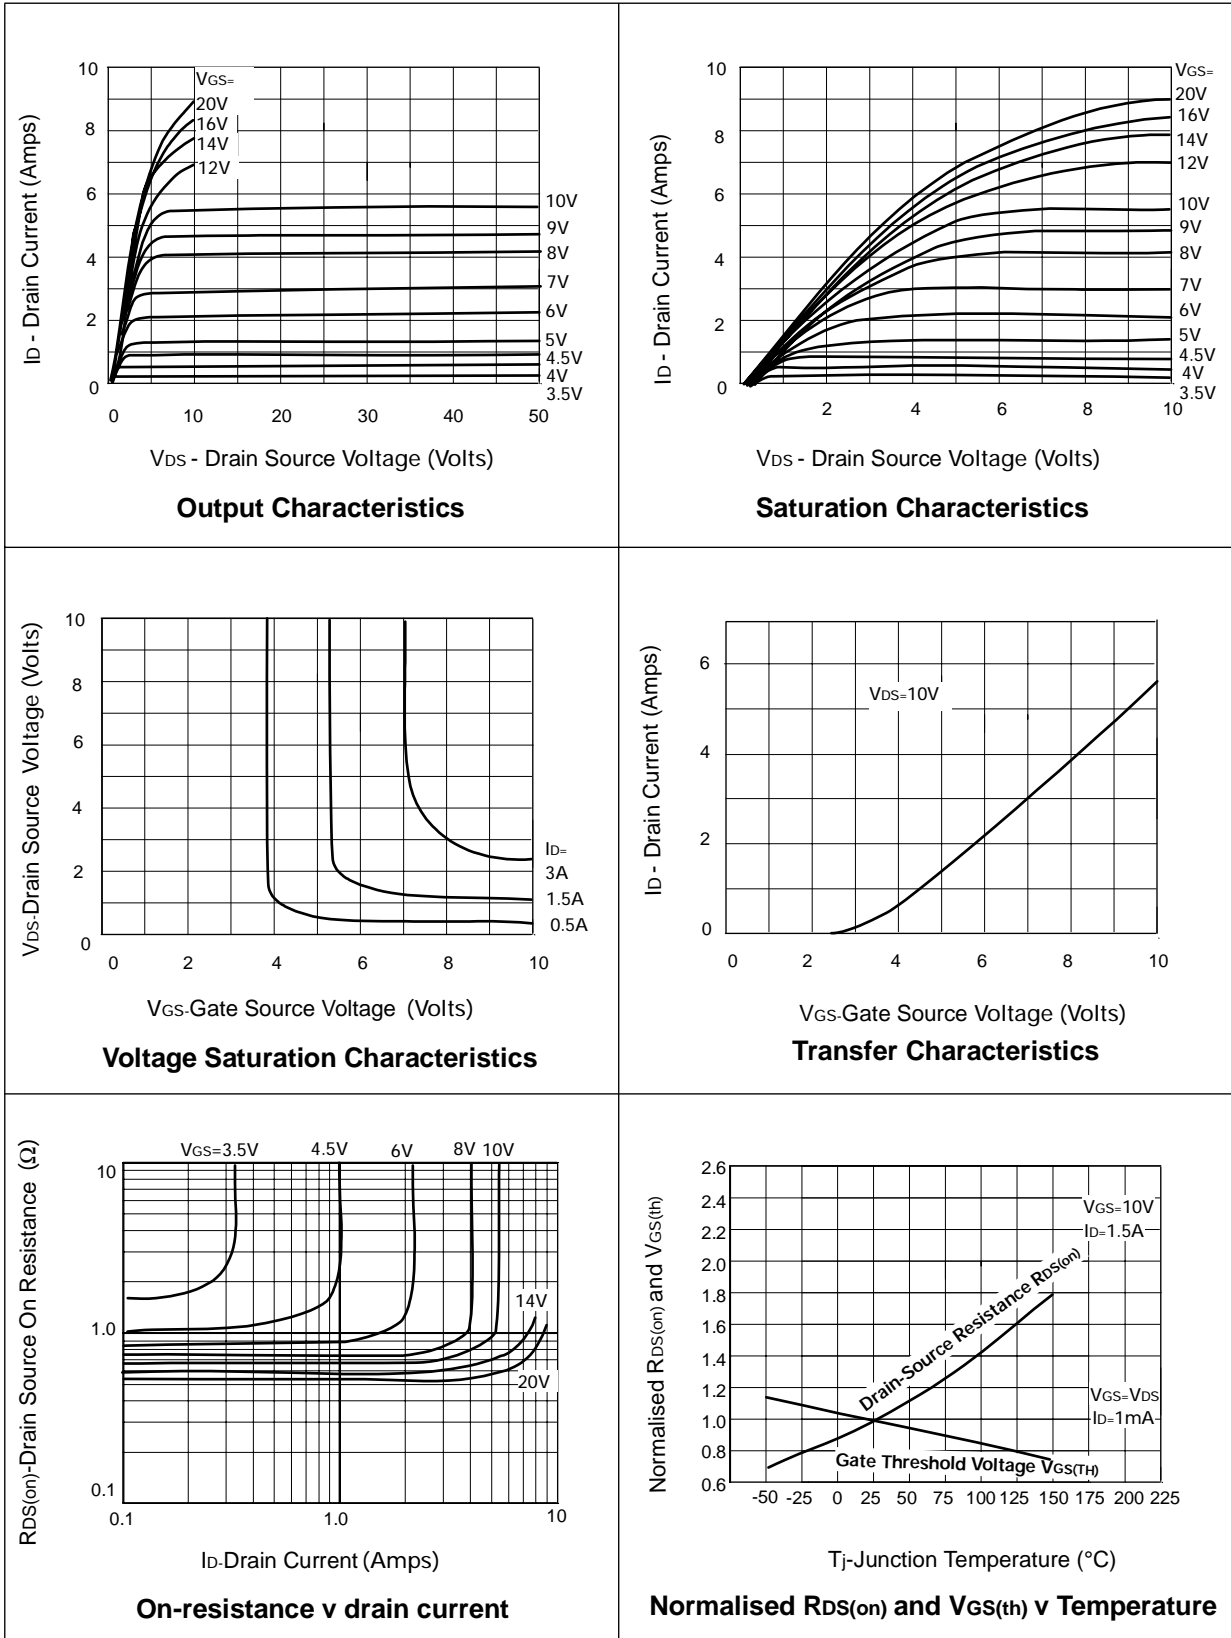 10
8
6
4
2
0
ID - Drain Current (Amps)
VGS=
20V
16V
14V
12V
10V
9V
8V
7V
6V
5V
4.5V
4V
3.5V
0 10 20 30 40 50
VDS - Drain Source Voltage (Volts)
Output Characteristics
10
8
6
4
2
0
ID - Drain Current (Amps)
VGS=
20V
16V
14V
12V
10V
9V
8V
7V
6V
5V
4.5V
4V
3.5V
2 4 6 8 10
VDS - Drain Source Voltage (Volts)
Saturation Characteristics
10
8
6
4
2
0
VDS-Drain Source Voltage (Volts)
ID=
3A
1.5A
0.5A
0 2 4 6 8 10
VGS-Gate Source Voltage (Volts)
Voltage Saturation Characteristics
6
4
2
0
ID - Drain Current (Amps)
VDS=10V
0 2 4 6 8 10
VGS-Gate Source Voltage (Volts)
Transfer Characteristics
RDS(on)-Drain Source On Resistance (Ω)
VGS=3.5V 4.5V 6V 8V 10V
10
1.0
0.1
14V
20V
0.1 1.0 10
ID-Drain Current (Amps)
On-resistance v drain current
Normalised RDS(on) and VGS(th)
2.6
2.4
2.2
2.0
1.8
1.6
1.4
1.2
1.0
0.8
0.6
VGS=10V
ID=1.5A
Drain-Source Resistance RDS(on)
VGS=VDS
ID=1mA
Gate Threshold Voltage VGS(TH)
-50 -25 0 25 50 75 100 125 150 175 200 225
Tj-Junction Temperature (°C)
Normalised RDS(on) and VGS(th) v Temperature